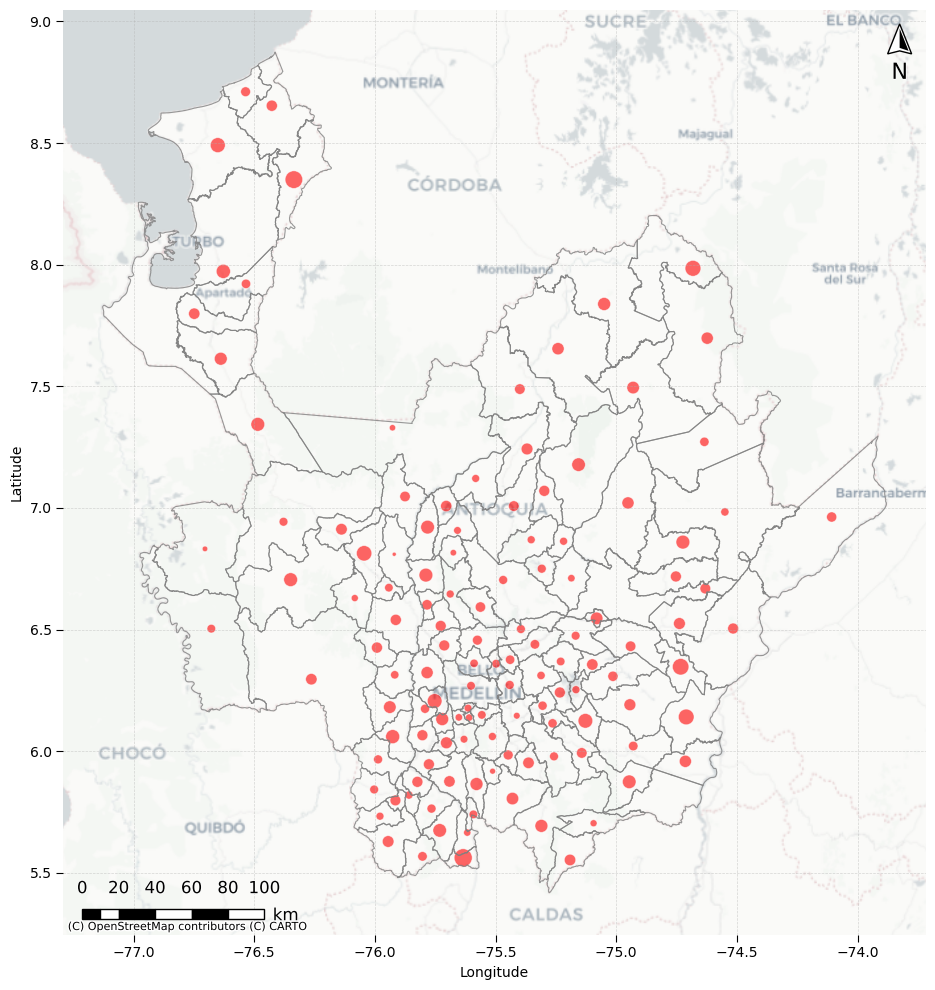 9.0
SUCRE
EL BANCO
N
MONTERÍA
8.5
Majagual
CÓRDOBA
TURBO
8.0
Montelíbano
Santa Rosa
del Sur
Apartadó
7.5
Latitude
7.0
ANTIOQUIA
Barrancaberm
6.5
BELLO
MEDELLÍN
6.0
CHOCÓ
QUIBDÓ
5.5
0 20 40 60 80 100
km
(C) OpenStreetMap contributors (C) CARTO
CALDAS
−77.0 −76.5 −76.0 −75.5 −75.0 −74.5 −74.0
Longitude